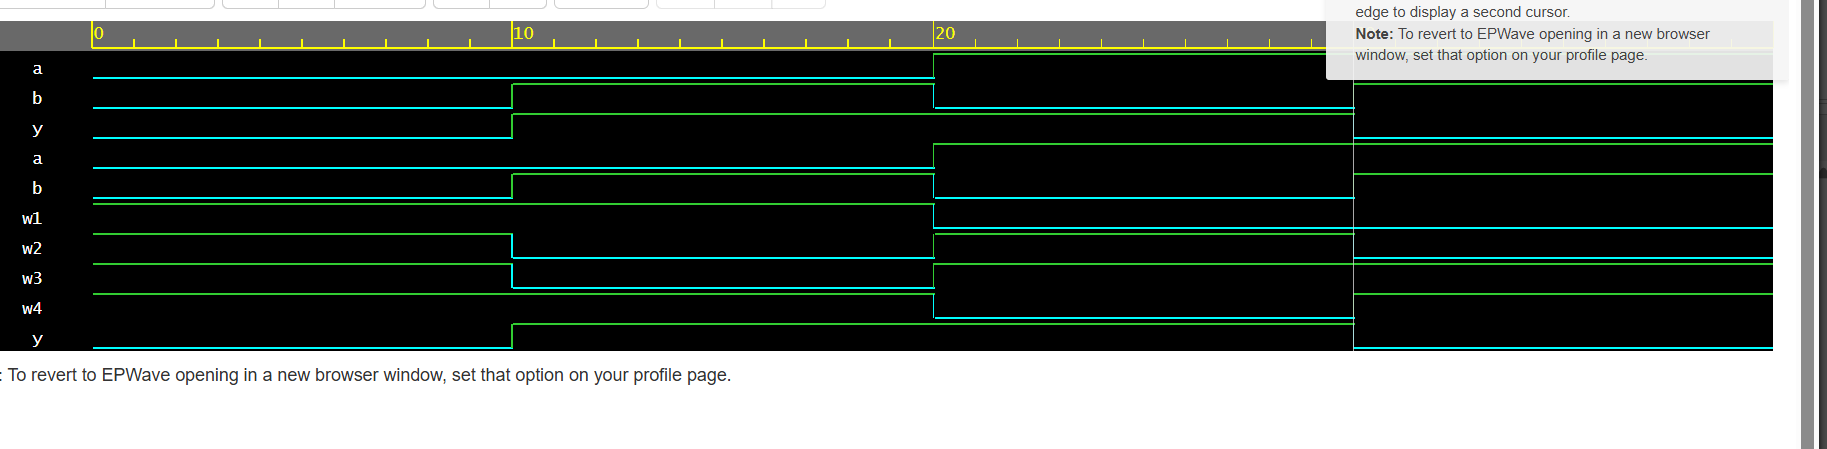 edge to display a second cursor.
Note: To revert to EPWave opening in a new browser
window, set that option on your profile page.
0 10 20
a
b
y
a
b
w1
w2
w3
w4
y
: To revert to EPWave opening in a new browser window, set that option on your profile page.